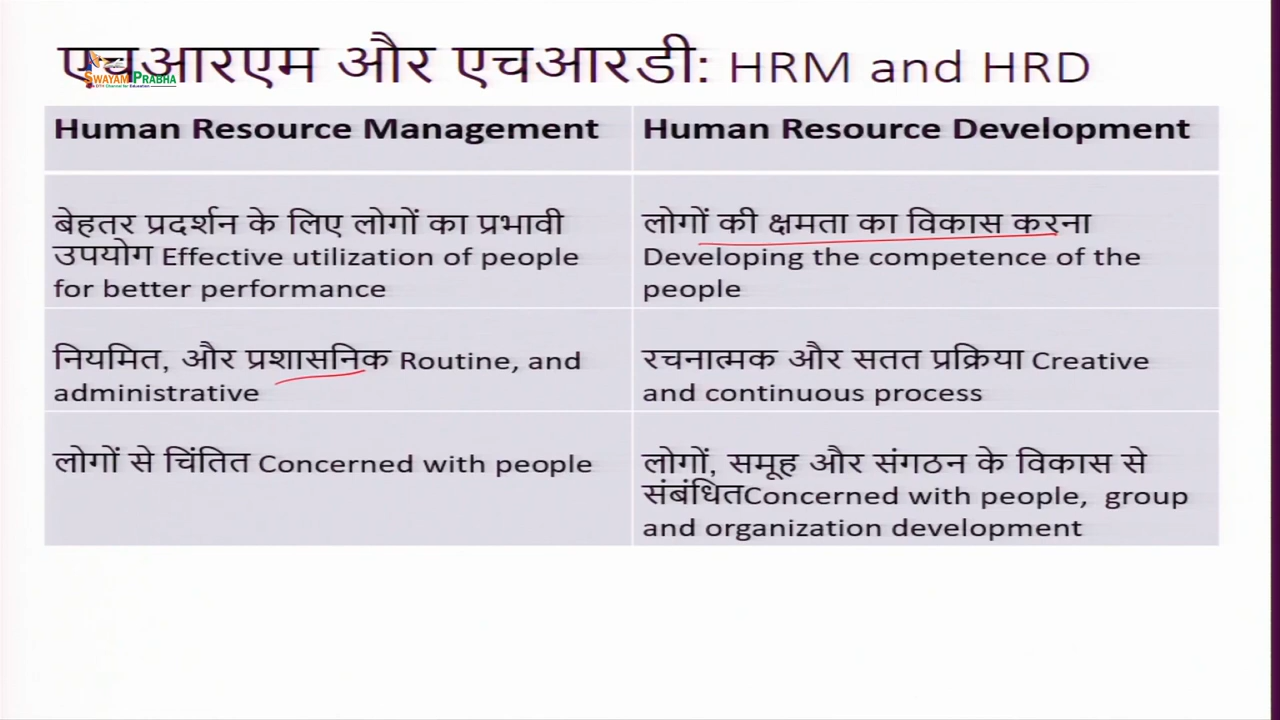 एचआरएम और एचआरडी: HRM and HRD
SWAYAM PRABHA
Human Resource Management
Human Resource Development
बेहतर प्रदर्शन के लिए लोगों का प्रभावी
उपयोग Effective utilization of people
for better performance
लोगों की क्षमता का विकास करना
Developing the competence of the
people
नियमित, और प्रशासनिक Routine, and
administrative
रचनात्मक और सतत प्रक्रिया Creative
and continuous process
लोगों से चिंतित Concerned with people
लोगों, समूह और संगठन के विकास से
संबंधितConcerned with people, group
and organization development